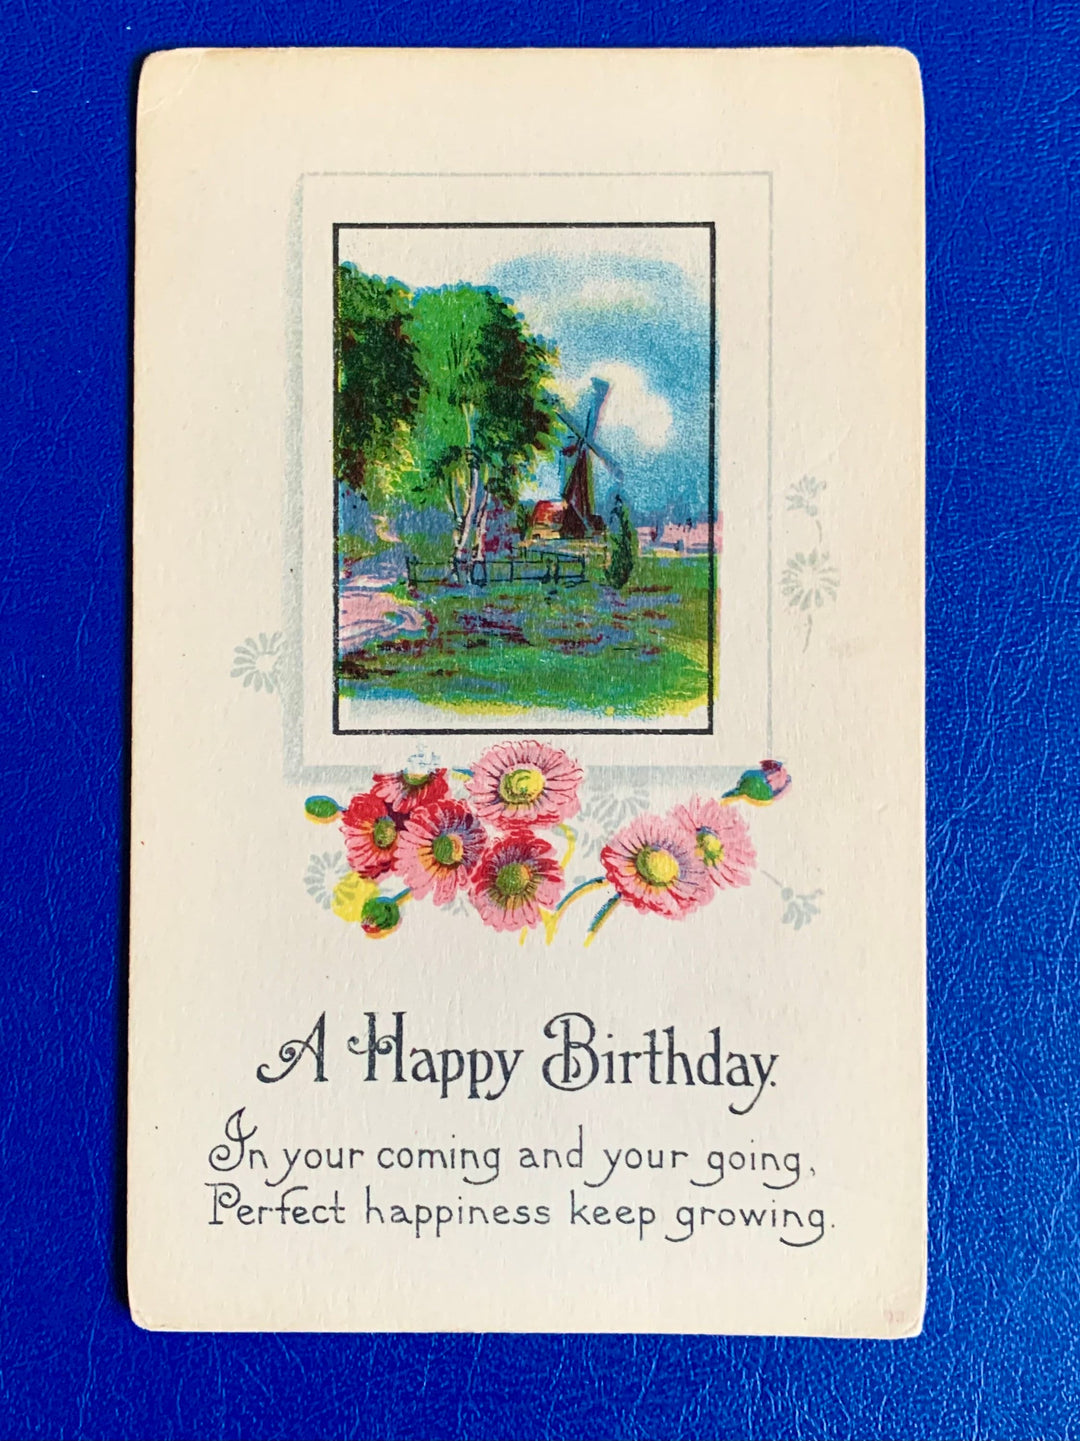 A Happy Birthday.
In your coming and your going,
Perfect happiness keep growing.